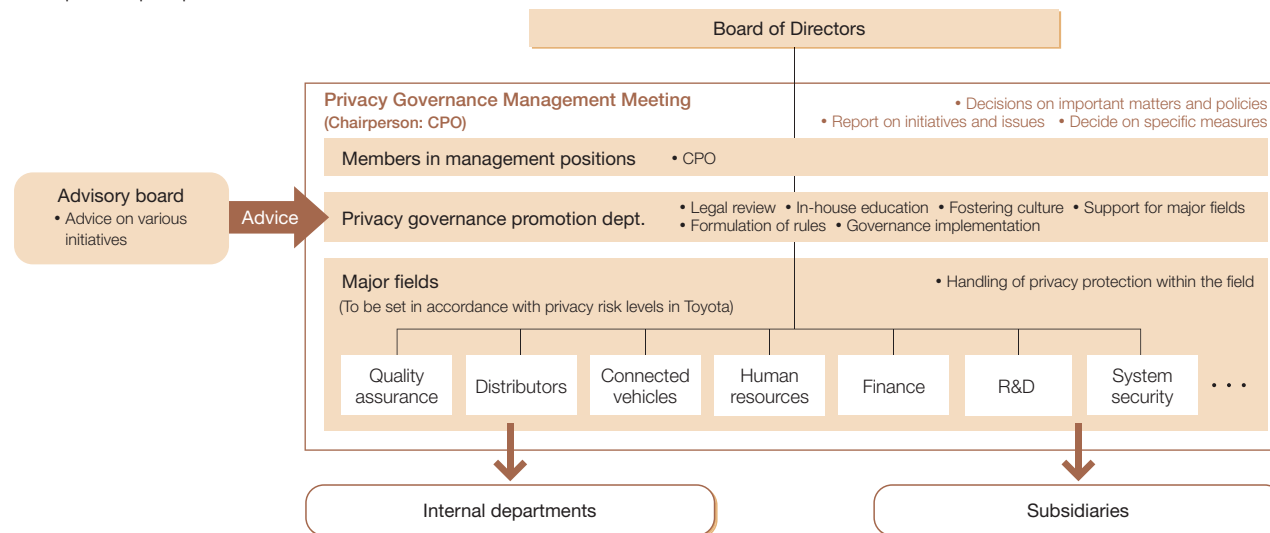 Board of Directors
Privacy Governance Management Meeting
(Chairperson: CPO)
• Decisions on important matters and policies
• Report on initiatives and issues • Decide on specific measures
Members in management positions • CPO
Advisory board
• Advice on various
initiatives
Advice
Privacy governance promotion dept.
• Legal review • In-house education • Fostering culture • Support for major fields
• Formulation of rules • Governance implementation
Major fields
(To be set in accordance with privacy risk levels in Toyota)
• Handling of privacy protection within the field
Quality
assurance
Distributors
Connected
vehicles
Human
resources
Finance
R&D
System
security
• • •
Internal departments
Subsidiaries